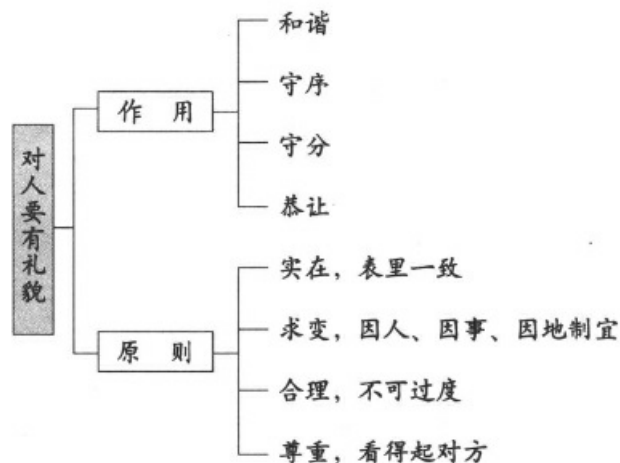 对人要有礼貌
作用
和谐
守序
守分
恭让
原则
实在，表里一致
求变，因人、因事、因地制宜
合理，不可过度
尊重，看得起对方